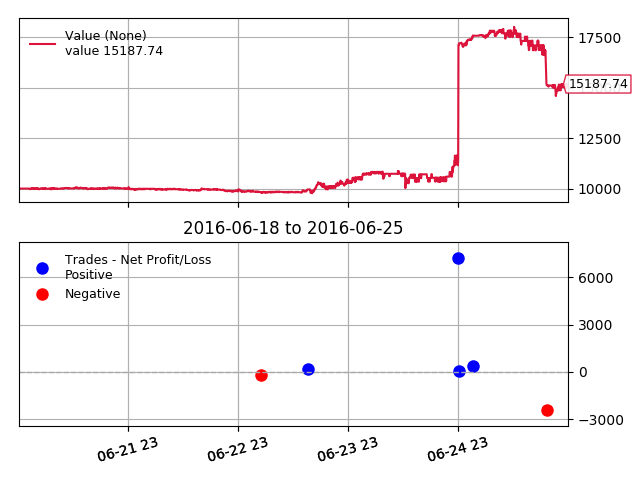 Value (None)
value 15187.74
17500
15187.74
12500
10000
2016-06-18 to 2016-06-25
Trades - Net Profit/Loss
Positive
Negative
6000
3000
0
−3000
06-21 23
06-22 23
06-23 23
06-24 23